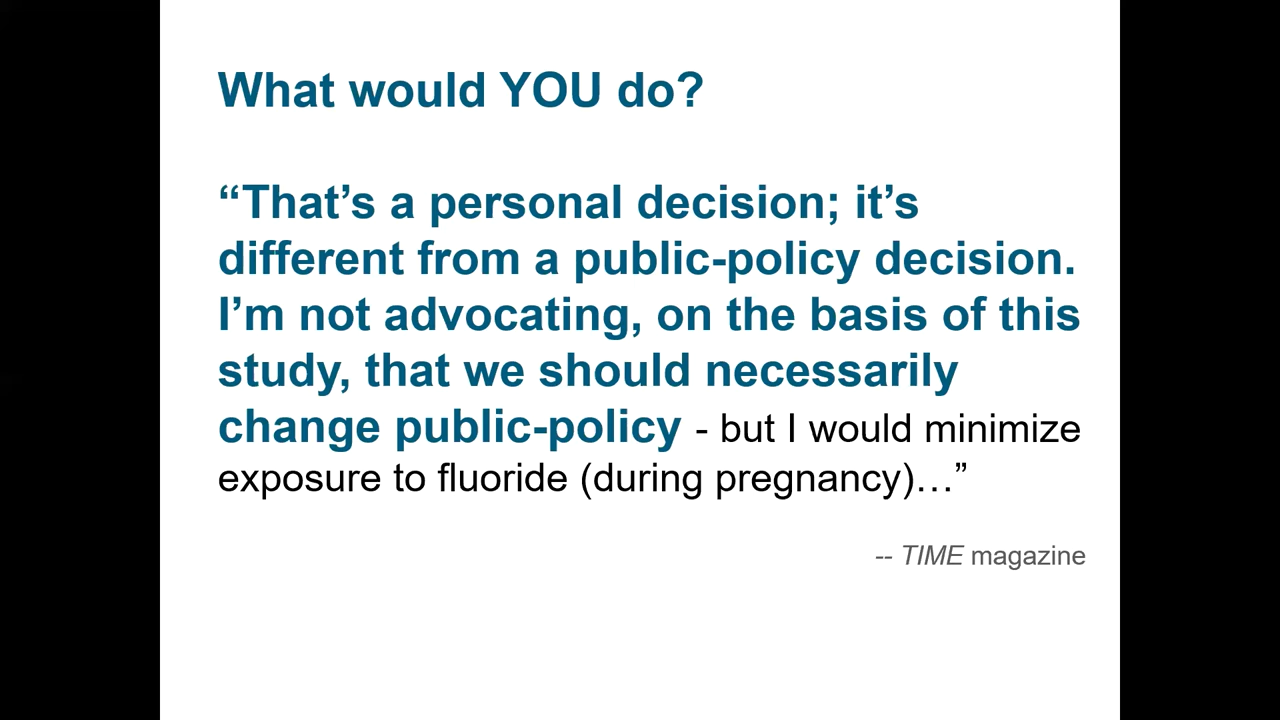 What would YOU do?
“That’s a personal decision; it’s
different from a public-policy decision.
I’m not advocating, on the basis of this
study, that we should necessarily
change public-policy - but I would minimize
exposure to fluoride (during pregnancy)…”
-- TIME magazine